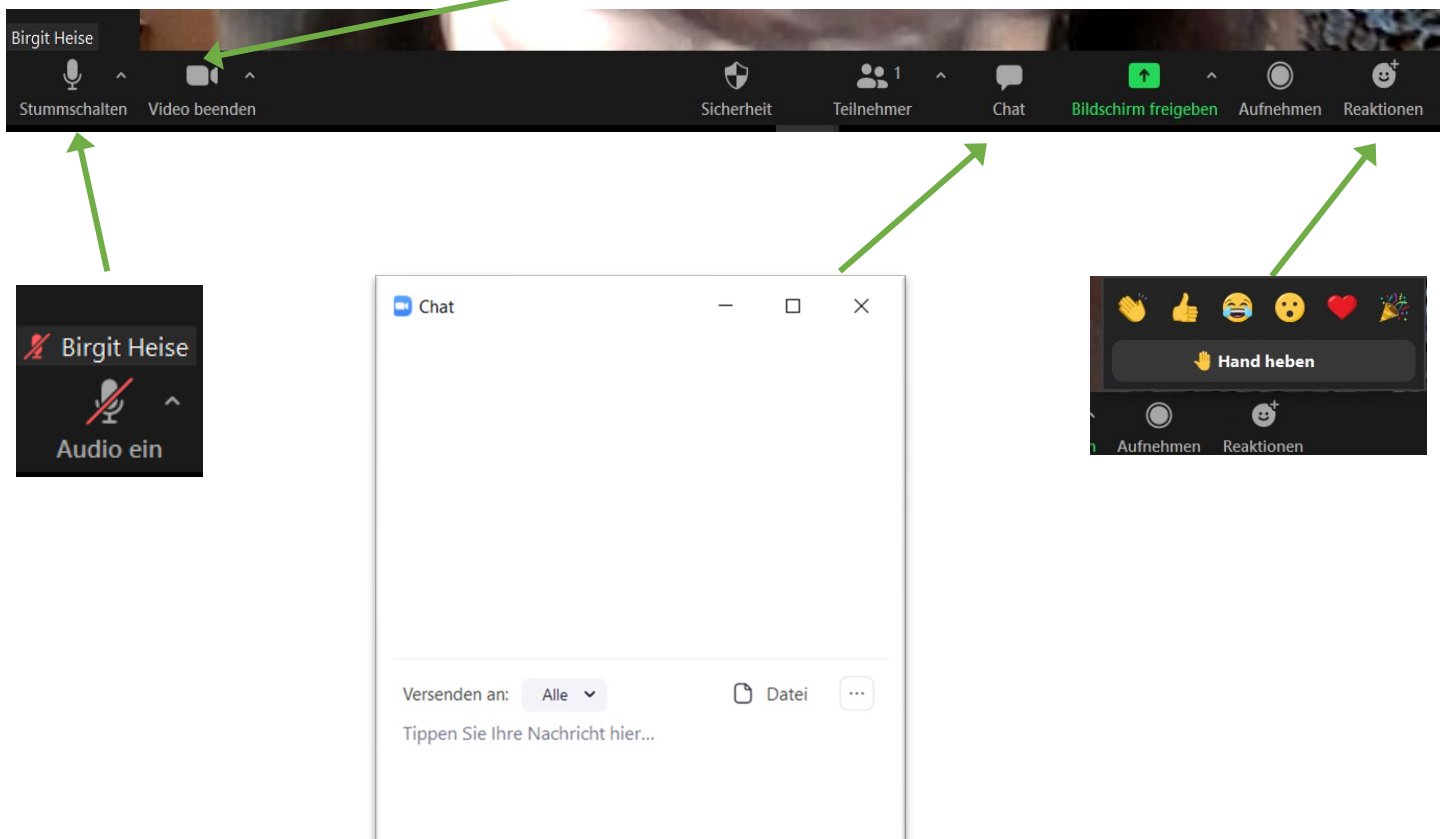 Birgit Heise
Stummschalten Video beenden Sicherheit Teilnehmer 1 Chat Bildschirm freigeben Aufnehmen Reaktionen
Birgit Heise
Audio ein
Chat
Versenden an: Alle Datei ...
Tippen Sie Ihre Nachricht hier...
Hand heben
n Aufnehmen Reaktionen